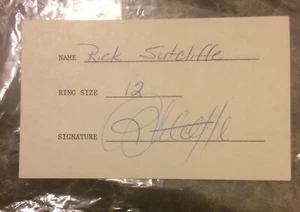 NAME Rick Sutcliffe
RING SIZE 12
SIGNATURE